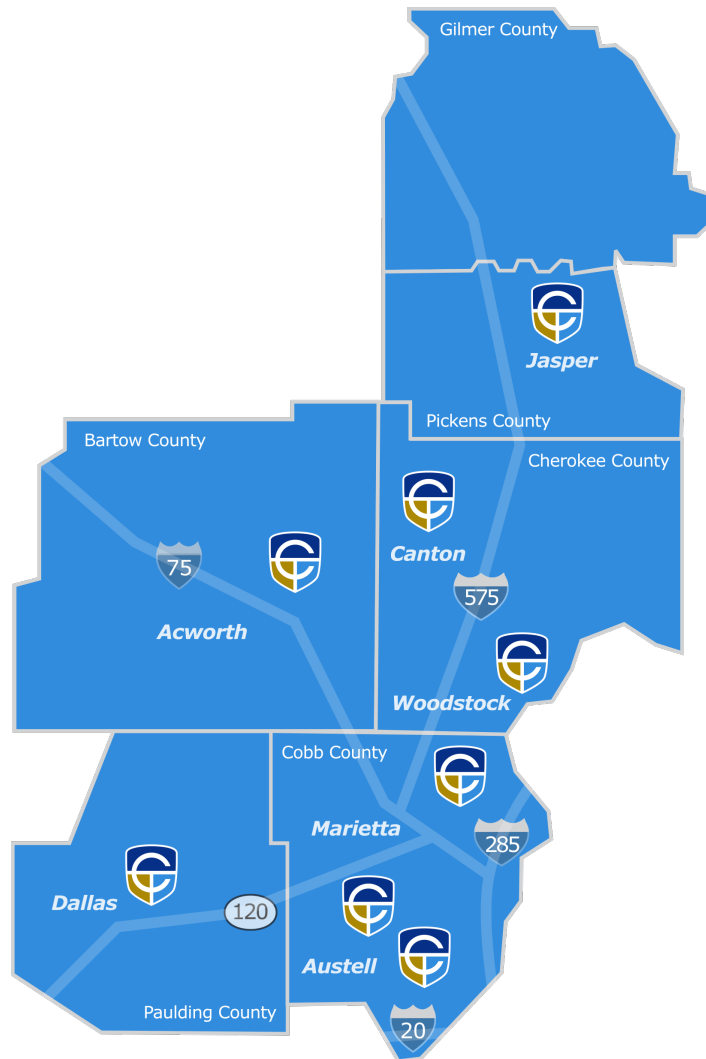 Gilmer County
Jasper
Pickens County
Bartow County
Cherokee County
Canton
75
575
Acworth
Woodstock
Cobb County
Marietta
285
Dallas
120
Austell
Paulding County
20